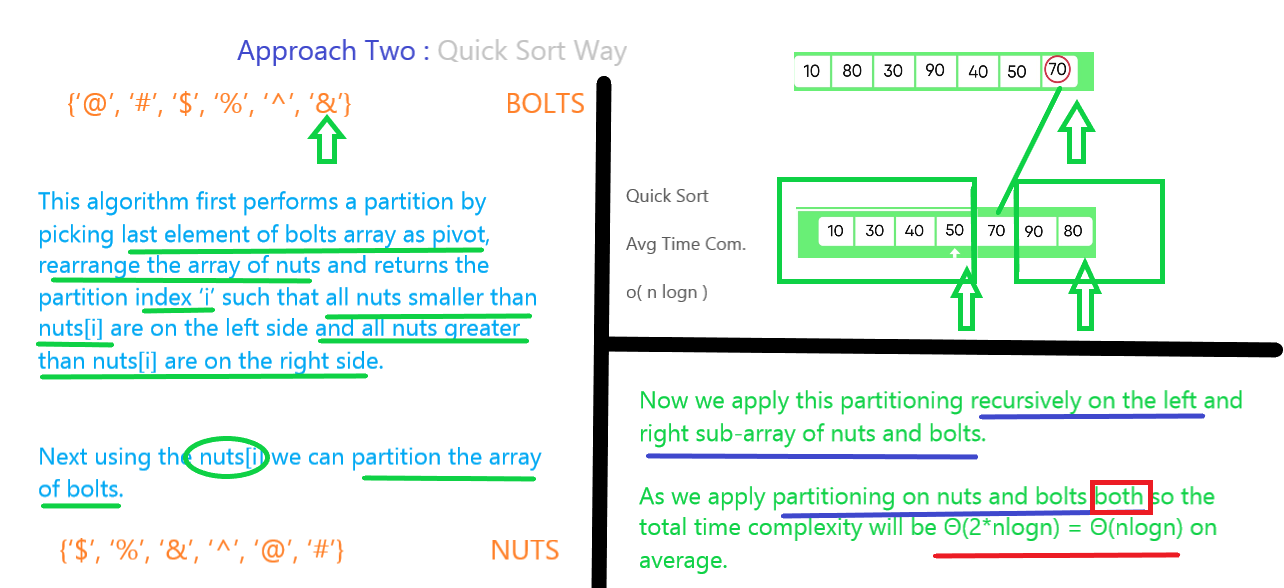 Approach Two : Quick Sort Way
{‘@’, ‘#’, ‘$’, ‘%’, ‘^’, ‘&’} BOLTS
This algorithm first performs a partition by
picking last element of bolts array as pivot,
rearrange the array of nuts and returns the
partition index ‘i’ such that all nuts smaller than
nuts[i] are on the left side and all nuts greater
than nuts[i] are on the right side.
Next using the nuts[i] we can partition the array
of bolts.
{‘$’, ‘%’, ‘&’, ‘^’, ‘@’, ‘#’} NUTS
10 80 30 90 40 50 70
Quick Sort
Avg Time Com.
o( n logn )
10 30 40 50 70 90 80
Now we apply this partitioning recursively on the left and
right sub-array of nuts and bolts.
As we apply partitioning on nuts and bolts both so the
total time complexity will be Θ(2*nlogn) = Θ(nlogn) on
average.